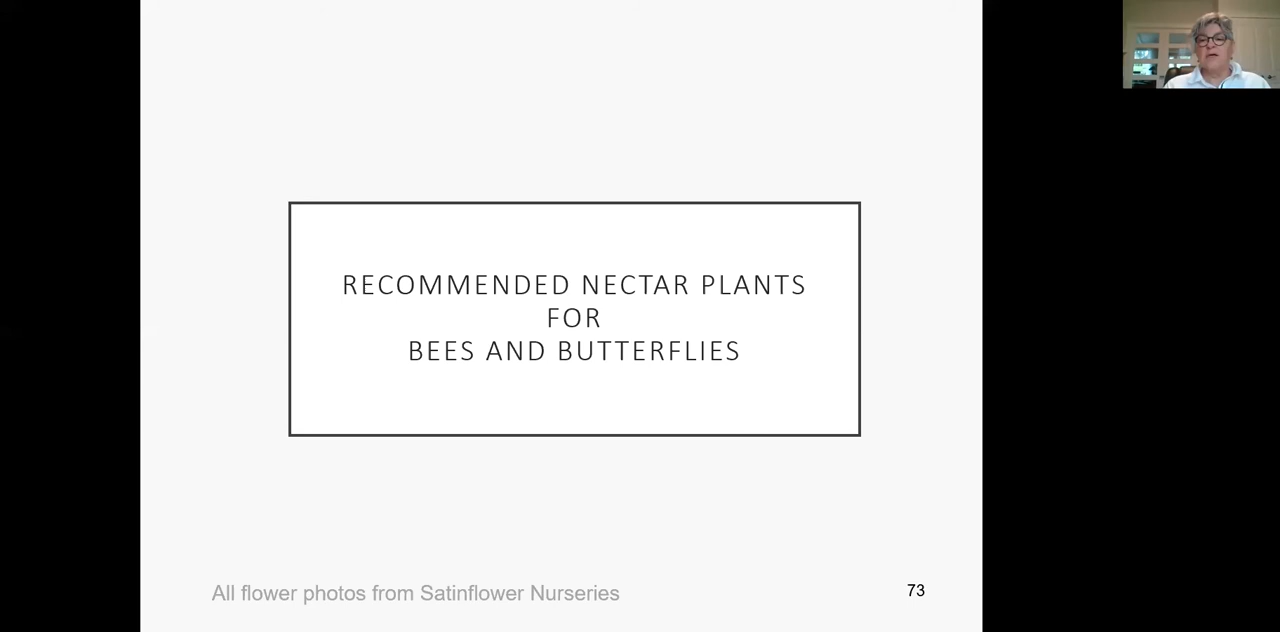 RECOMMENDED NECTAR PLANTS
FOR
BEES AND BUTTERFLIES
All flower photos from Satinflower Nurseries
73